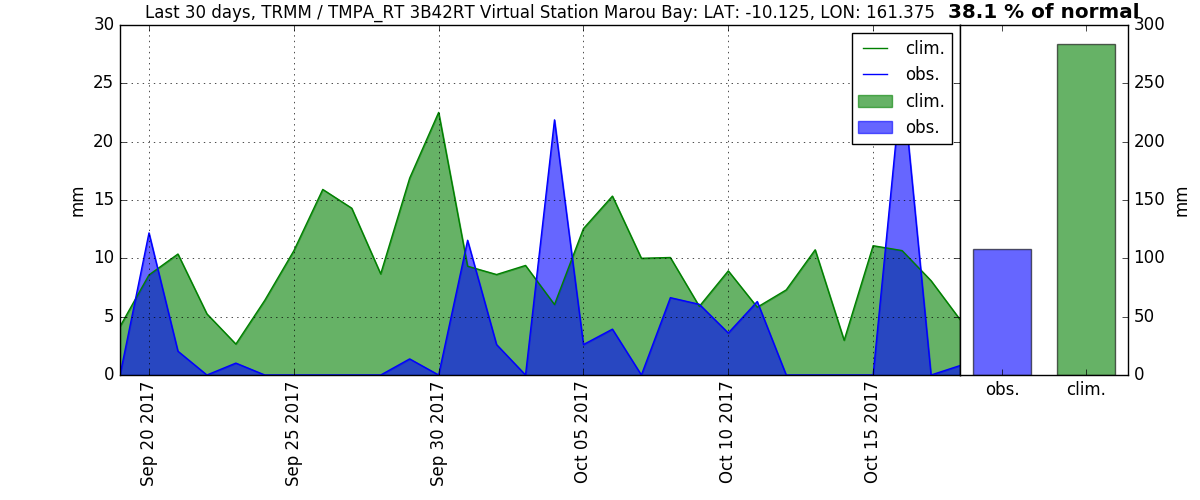 Last 30 days, TRMM / TMPA_RT 3B42RT Virtual Station Marou Bay: LAT: -10.125, LON: 161.375
38.1 % of normal
30
25
20
15
10
5
0
mm
clim.
obs.
clim.
obs.
Sep 20 2017
Sep 25 2017
Sep 30 2017
Oct 05 2017
Oct 10 2017
Oct 15 2017
300
250
200
150
100
50
0
mm
obs.
clim.